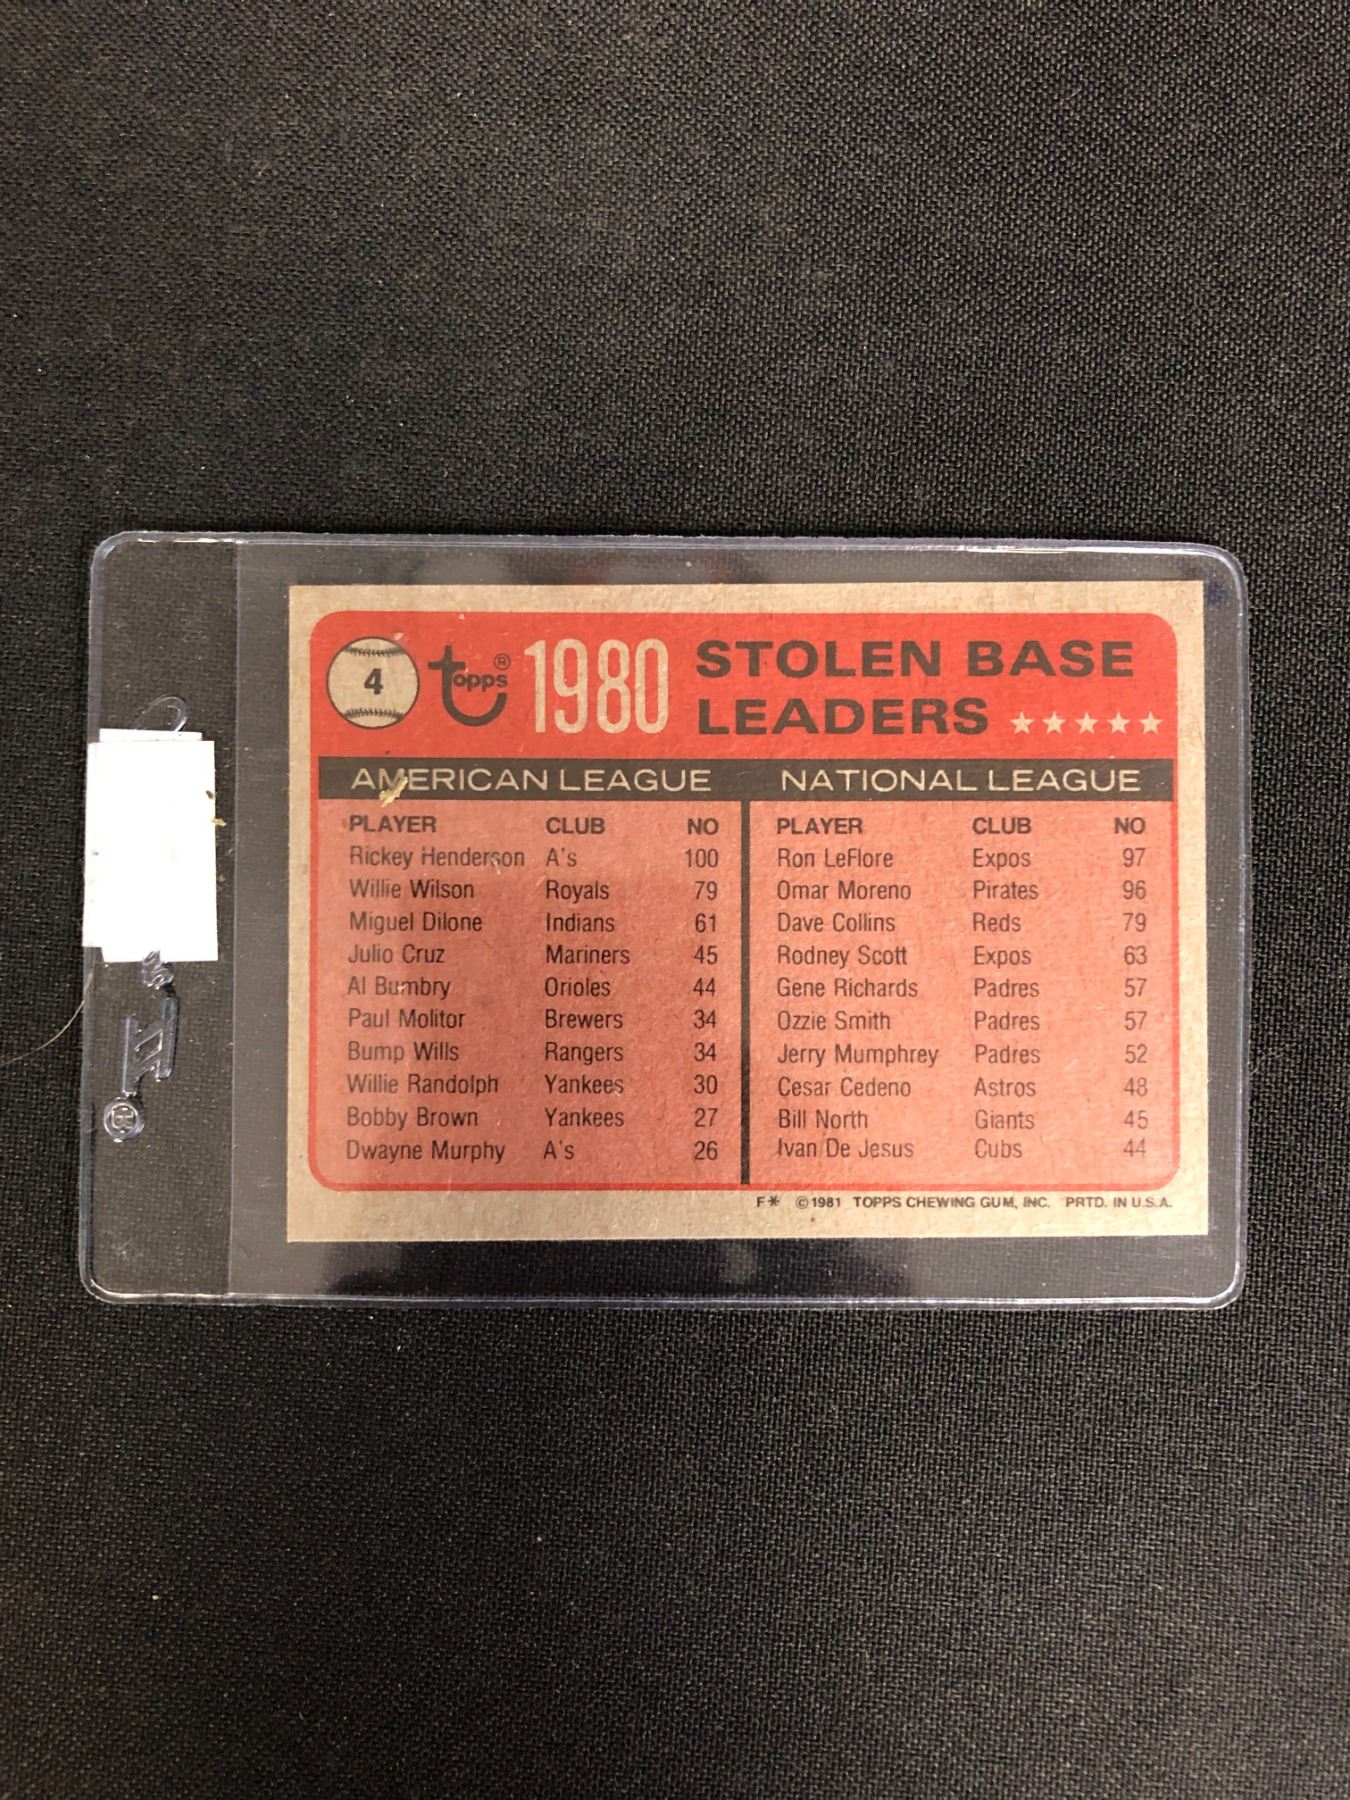 4 topps® 1980 STOLEN BASE
LEADERS ★★★★★
AMERICAN LEAGUE NATIONAL LEAGUE
PLAYER CLUB NO PLAYER CLUB NO
Rickey Henderson A's 100 Ron LeFlore Expos 97
Willie Wilson Royals 79 Omar Moreno Pirates 96
Miguel Dilone Indians 61 Dave Collins Reds 79
Julio Cruz Mariners 45 Rodney Scott Expos 63
Al Bumbry Orioles 44 Gene Richards Padres 57
Paul Molitor Brewers 34 Ozzie Smith Padres 57
Bump Wills Rangers 34 Jerry Mumphrey Padres 52
Willie Randolph Yankees 30 Cesar Cedeno Astros 48
Bobby Brown Yankees 27 Bill North Giants 45
Dwayne Murphy A's 26 Ivan De Jesus Cubs 44
F* © 1981 TOPPS CHEWING GUM, INC. PRTD. IN U.S.A.